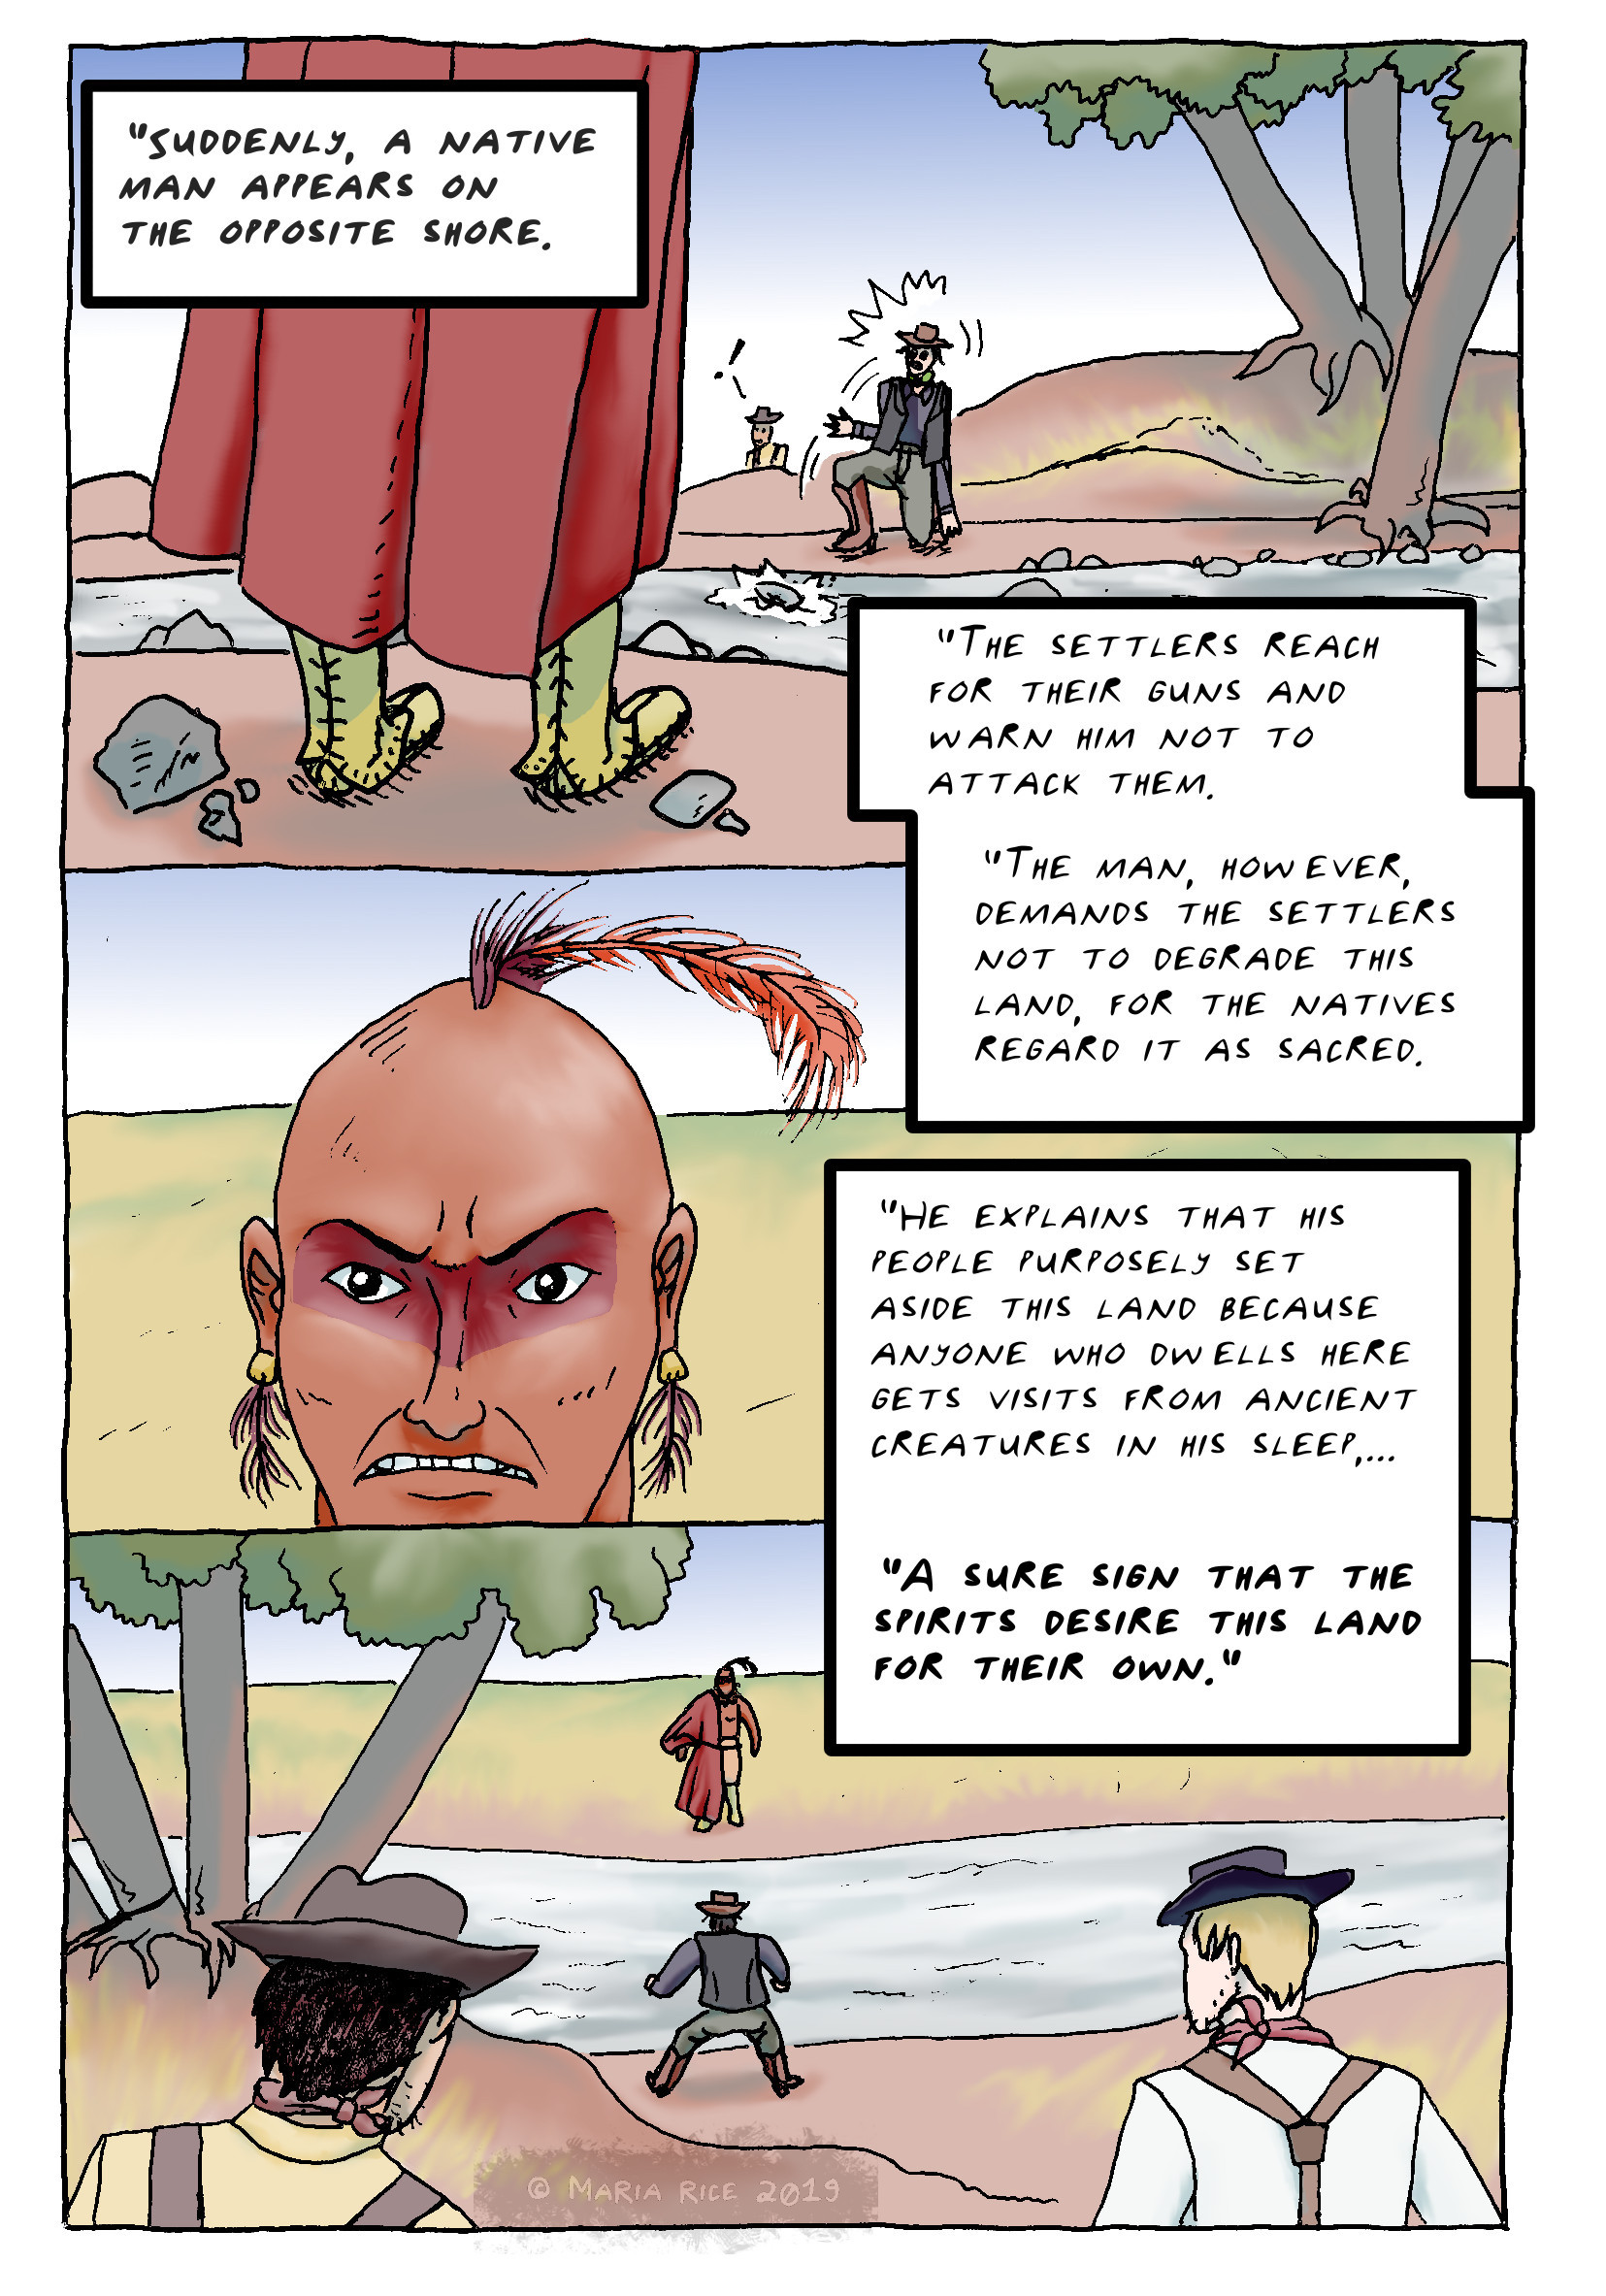 "Suddenly, a native
man appears on
the opposite shore.
!
"The settlers reach
for their guns and
warn him not to
attack them.
"The man, however,
demands the settlers
not to degrade this
land, for the natives
regard it as sacred.
"He explains that his
people purposely set
aside this land because
anyone who dwells here
gets visits from ancient
creatures in his sleep,...
"A sure sign that the
spirits desire this land
for their own."
© Maria Rice 2019